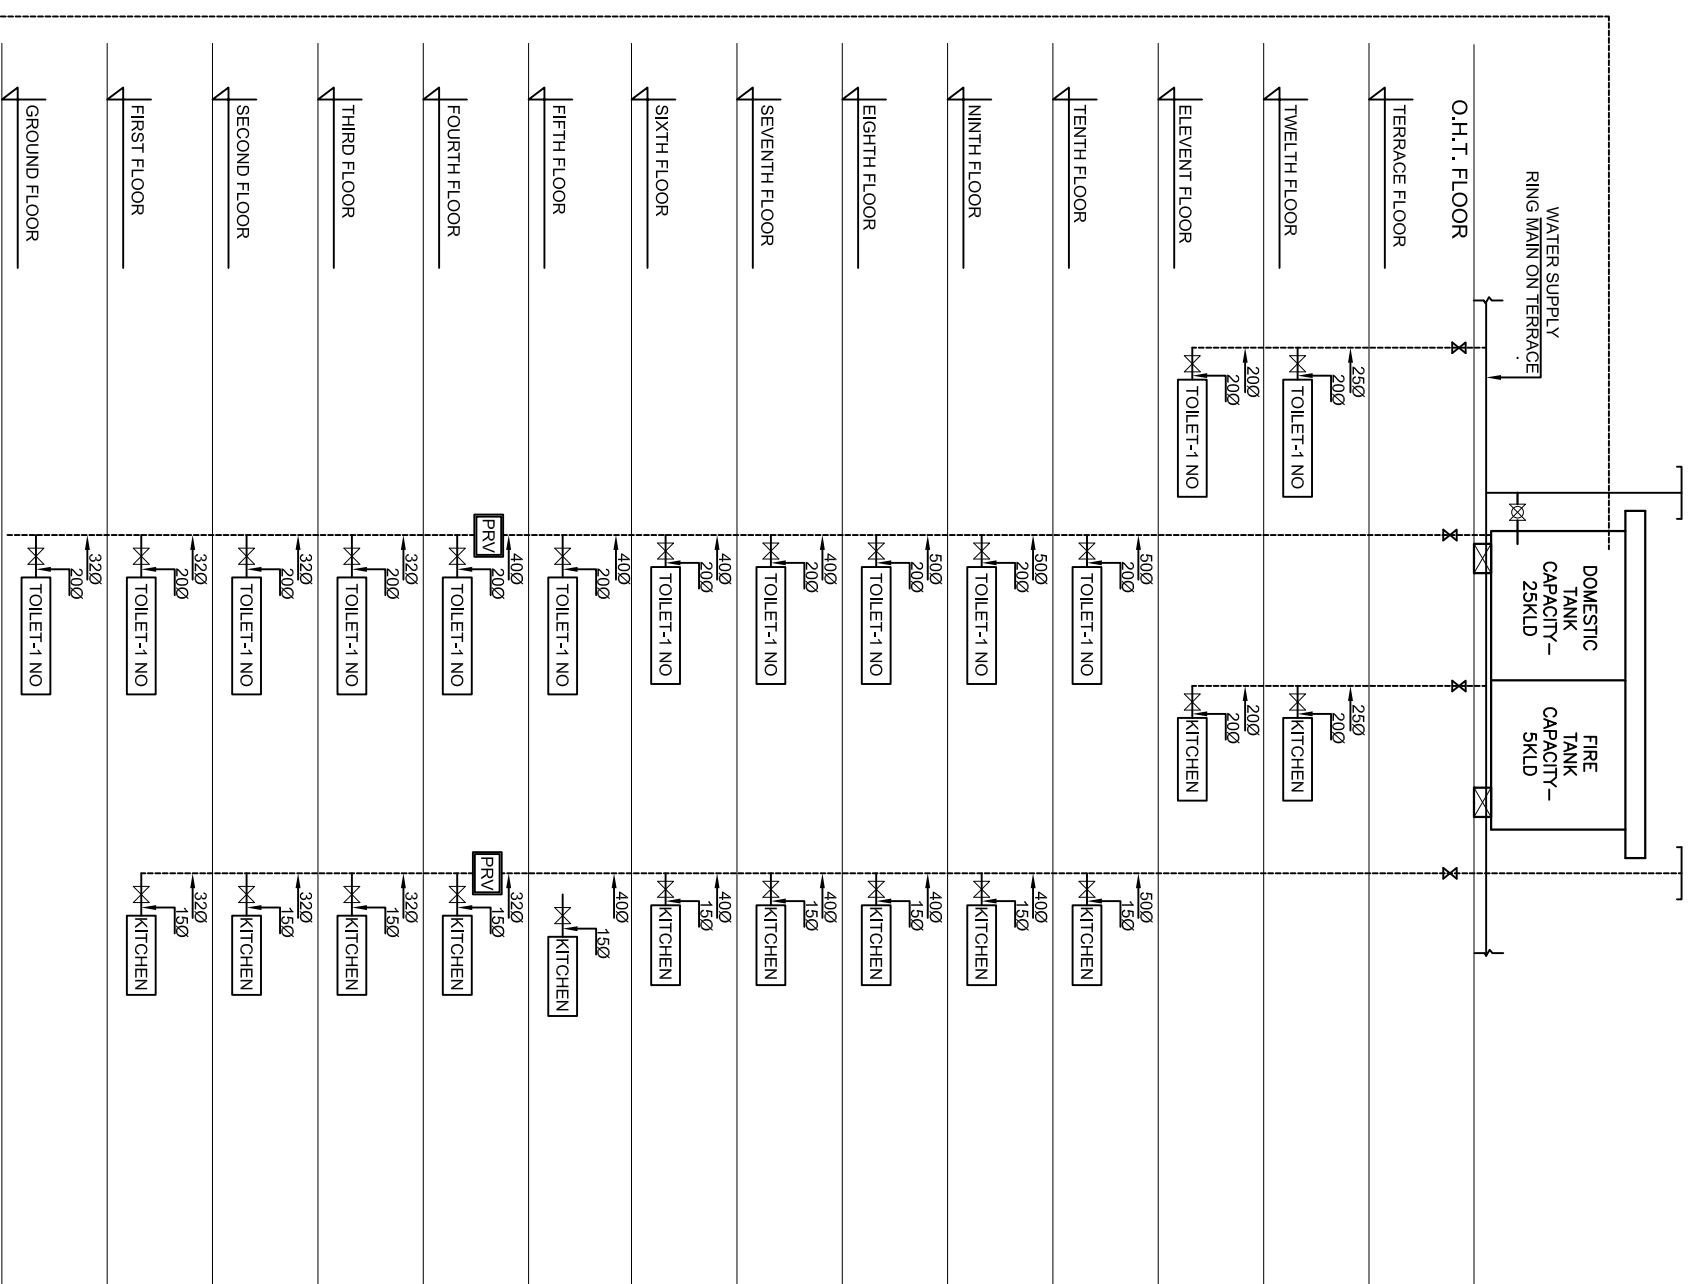 DOMESTIC
TANK
CAPACITY–
25KLD
FIRE
TANK
CAPACITY–
5KLD
WATER SUPPLY
RING MAIN ON TERRACE
O.H.T. FLOOR
TERRACE FLOOR
TWELTH FLOOR
25Ø
20Ø
TOILET-1 NO
25Ø
20Ø
KITCHEN
ELEVENT FLOOR
20Ø
20Ø
TOILET-1 NO
20Ø
20Ø
KITCHEN
TENTH FLOOR
50Ø
20Ø
TOILET-1 NO
50Ø
15Ø
KITCHEN
NINTH FLOOR
50Ø
20Ø
TOILET-1 NO
40Ø
15Ø
KITCHEN
EIGHTH FLOOR
50Ø
20Ø
TOILET-1 NO
40Ø
15Ø
KITCHEN
SEVENTH FLOOR
40Ø
20Ø
TOILET-1 NO
40Ø
15Ø
KITCHEN
SIXTH FLOOR
40Ø
20Ø
TOILET-1 NO
40Ø
15Ø
KITCHEN
FIFTH FLOOR
40Ø
20Ø
TOILET-1 NO
40Ø
15Ø
KITCHEN
FOURTH FLOOR
40Ø
PRV
20Ø
TOILET-1 NO
32Ø
PRV
15Ø
KITCHEN
THIRD FLOOR
32Ø
20Ø
TOILET-1 NO
32Ø
15Ø
KITCHEN
SECOND FLOOR
32Ø
20Ø
TOILET-1 NO
32Ø
15Ø
KITCHEN
FIRST FLOOR
32Ø
20Ø
TOILET-1 NO
32Ø
15Ø
KITCHEN
GROUND FLOOR
32Ø
20Ø
TOILET-1 NO